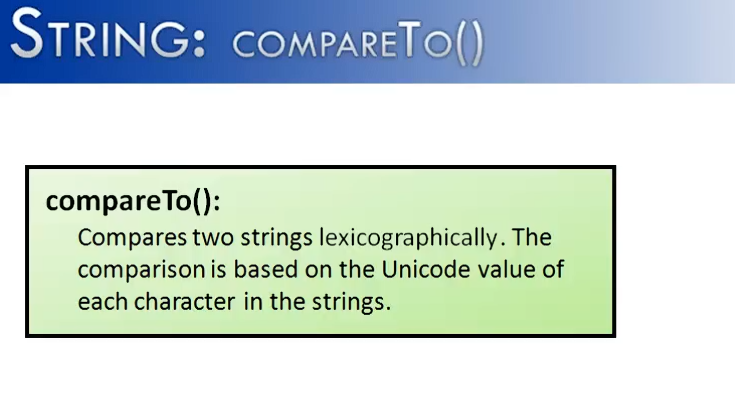 STRING: COMPARETO()
compareTo():
Compares two strings lexicographically. The
comparison is based on the Unicode value of
each character in the strings.